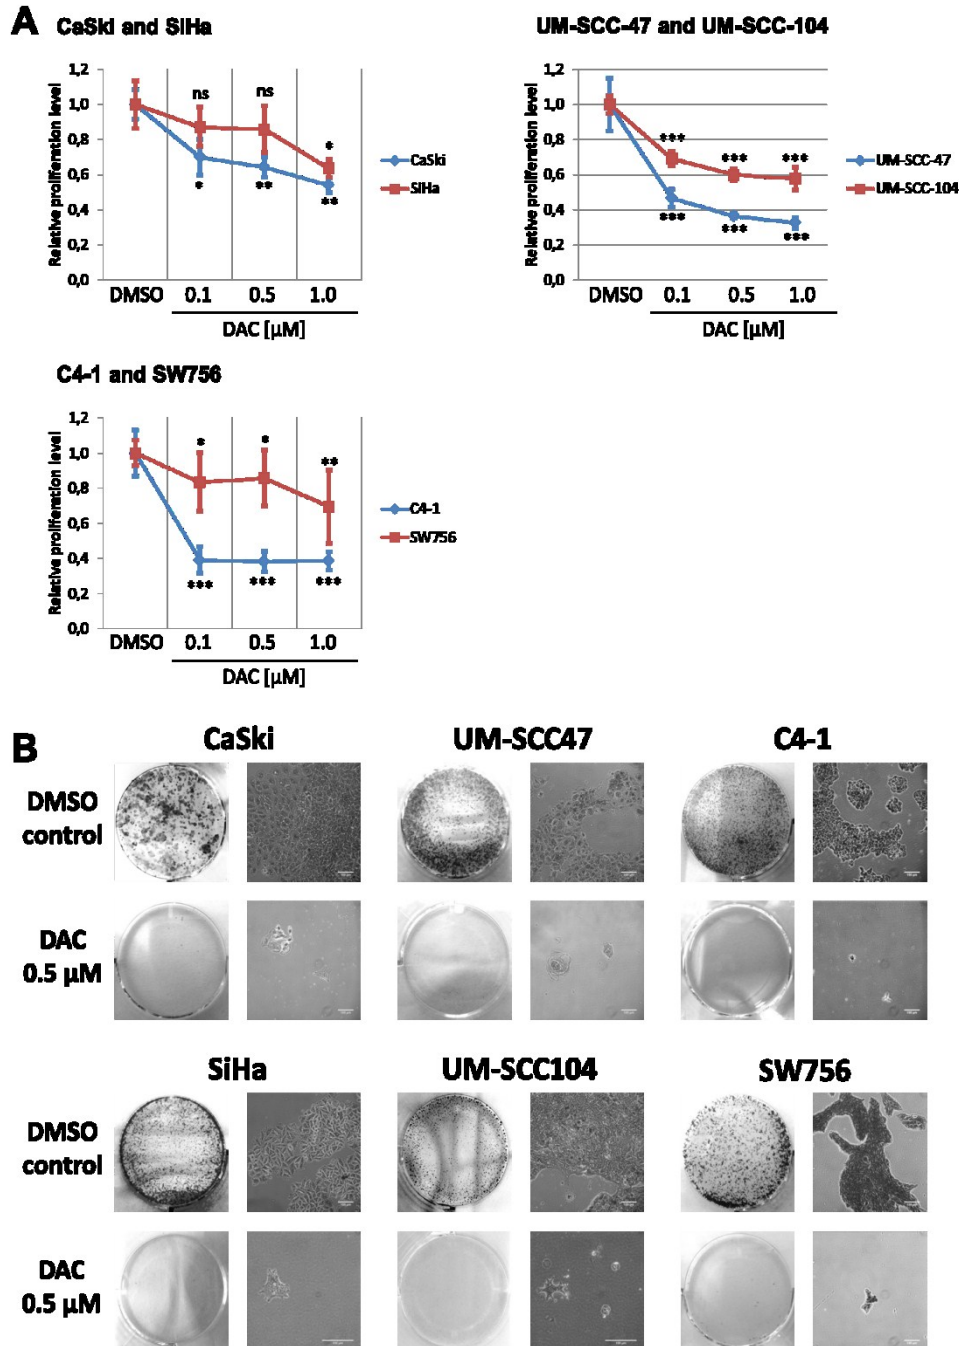 A
CaSki and SiHa
UM-SCC-47 and UM-SCC-104
Relative proliferation level
1,2
1,0
0,8
0,6
0,4
0,2
0,0
ns
ns
*
*
**
**
CaSki
SiHa
DMSO 0.1 0.5 1.0
DAC [µM]
Relative proliferation level
1,2
1,0
0,8
0,6
0,4
0,2
0,0
***
***
***
***
***
***
UM-SCC-47
UM-SCC-104
DMSO 0.1 0.5 1.0
DAC [µM]
C4-1 and SW756
Relative proliferation level
1,2
1,0
0,8
0,6
0,4
0,2
0,0
*
*
**
***
***
***
C4-1
SW756
DMSO 0.1 0.5 1.0
DAC [µM]
B
CaSki
UM-SCC47
C4-1
DMSO
control
DAC
0.5 µM
SiHa
UM-SCC104
SW756
DMSO
control
DAC
0.5 µM